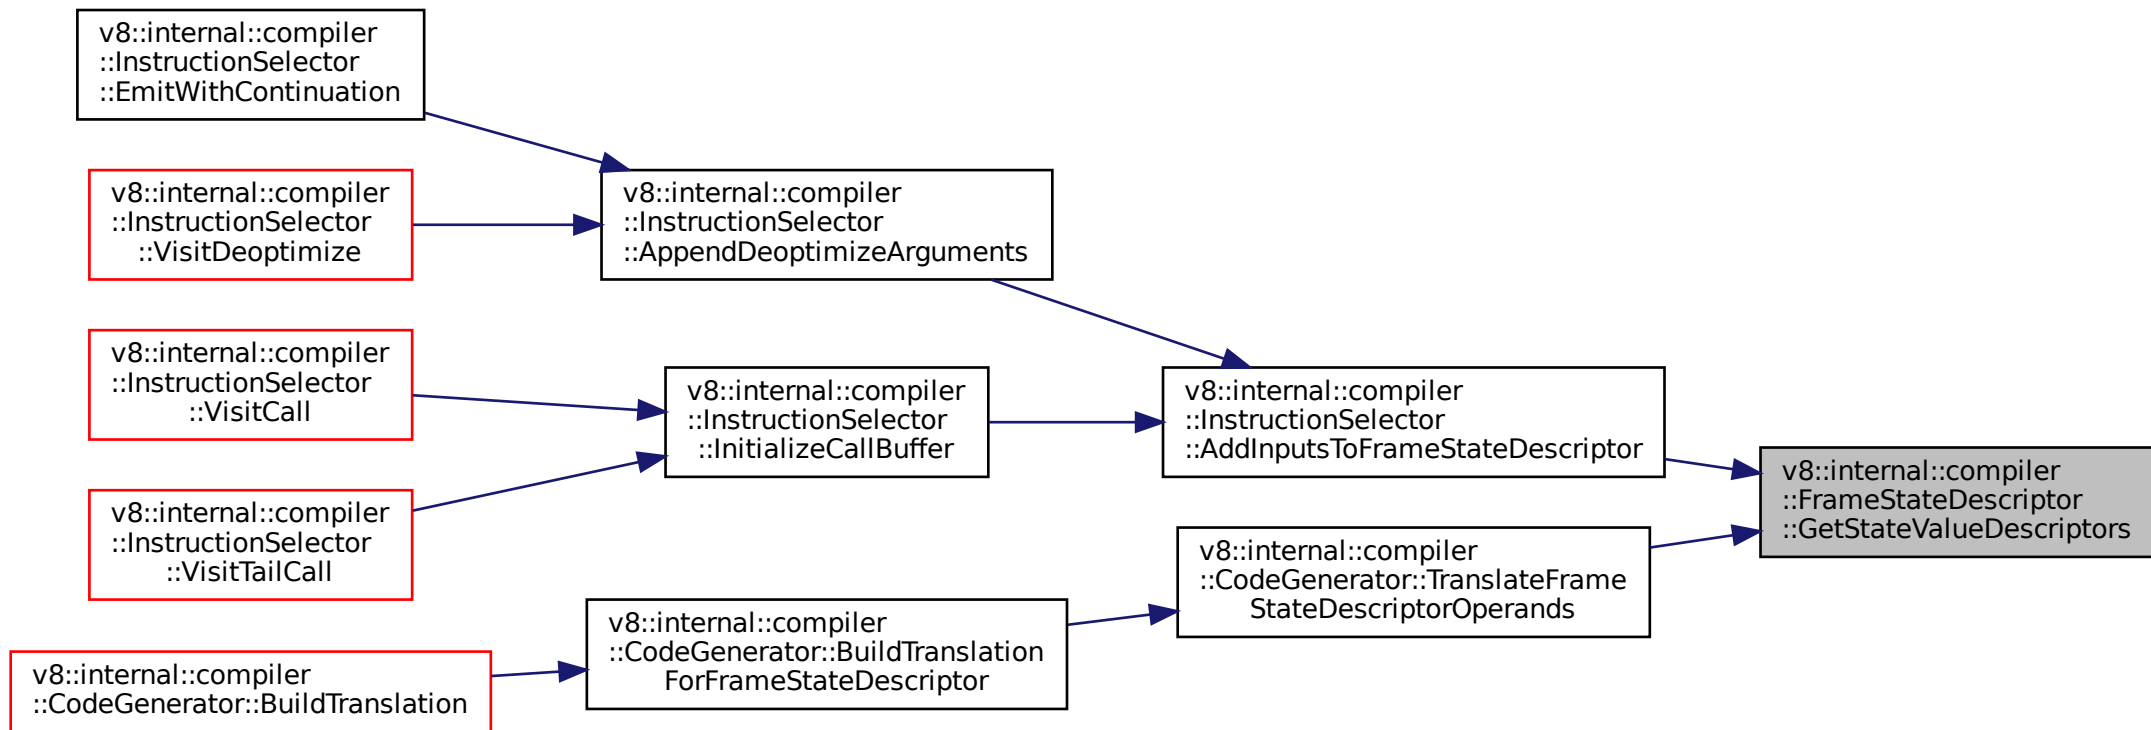 v8::internal::compiler
::InstructionSelector
::EmitWithContinuation
v8::internal::compiler
::InstructionSelector
::VisitDeoptimize
v8::internal::compiler
::InstructionSelector
::AppendDeoptimizeArguments
v8::internal::compiler
::InstructionSelector
::VisitCall
v8::internal::compiler
::InstructionSelector
::InitializeCallBuffer
v8::internal::compiler
::InstructionSelector
::AddInputsToFrameStateDescriptor
v8::internal::compiler
::FrameStateDescriptor
::GetStateValueDescriptors
v8::internal::compiler
::InstructionSelector
::VisitTailCall
v8::internal::compiler
::CodeGenerator::TranslateFrame
StateDescriptorOperands
v8::internal::compiler
::CodeGenerator::BuildTranslation
ForFrameStateDescriptor
v8::internal::compiler
::CodeGenerator::BuildTranslation